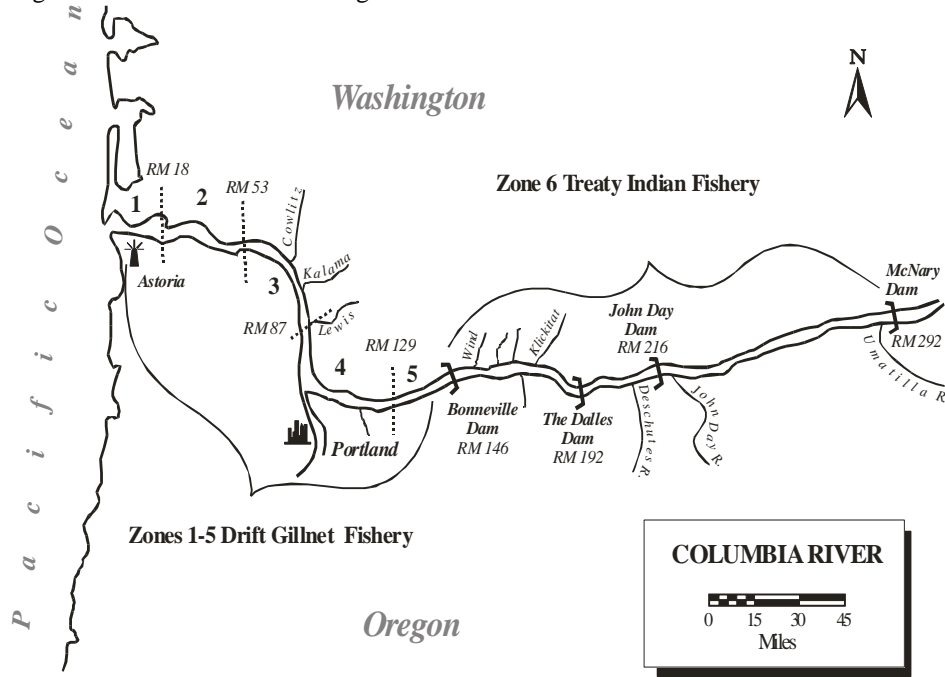 Pacific Ocean
Washington
N
RM 18
RM 53
1
2
Cowlitz
Zone 6 Treaty Indian Fishery
Astoria
3
Kalama
RM 87
Lewis
McNary
Dam
RM 292
Umatilla R.
John Day
Dam
RM 216
4
RM 129
5
Wind
Klickitat
Bonneville
Dam
RM 146
The Dalles
Dam
RM 192
Deschutes R.
John Day R.
Portland
Zones 1-5 Drift Gillnet Fishery
Oregon
COLUMBIA RIVER
0 15 30 45
Miles